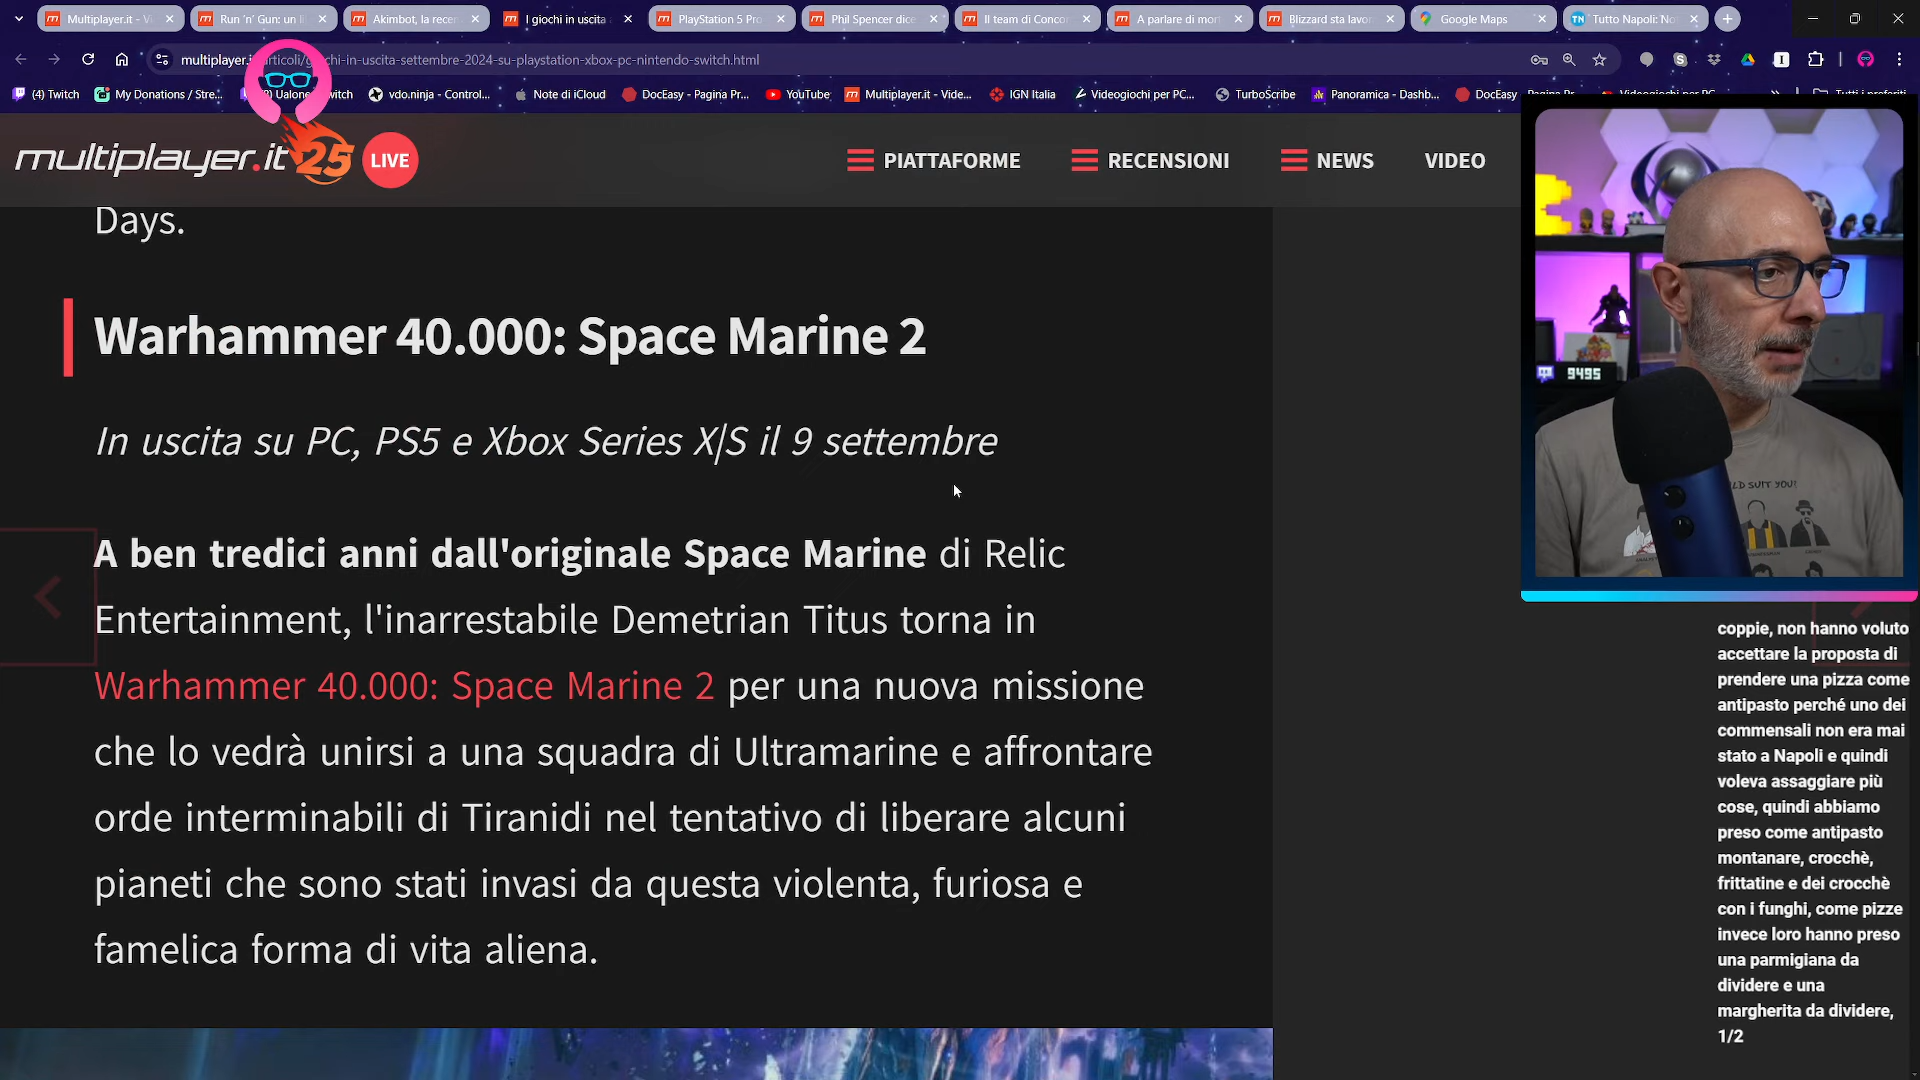 Multiplayer.it - Vi
Run 'n' Gun: un li
Akimbot, la recen
I giochi in uscita
PlayStation 5 Pro
Phil Spencer dice
Il team di Conco
A parlare di mor
Blizzard sta lavo
Google Maps
TN Tutto Napoli: No
giochi-in-uscita-settembre-2024-su-playstation-xbox-pc-nintendo-switch.html
(4) Twitch
My Donations / Stre...
vdo.ninja - Control...
Note di iCloud
DocEasy - Pagina Pr...
YouTube
Multiplayer.it - Vide...
IGN Italia
Videogiochi per PC...
TurboScribe
Panoramica - Dashb...
DocEasy - Pagina Pr...
Videogiochi per PC
Tutti i preferiti
multiplayer.it 25 LIVE
PIATTAFORME
RECENSIONI
NEWS
VIDEO
Days.
Warhammer 40.000: Space Marine 2
In uscita su PC, PS5 e Xbox Series X|S il 9 settembre
A ben tredici anni dall'originale Space Marine di Relic
Entertainment, l'inarrestabile Demetrian Titus torna in
Warhammer 40.000: Space Marine 2 per una nuova missione
che lo vedrà unirsi a una squadra di Ultramarine e affrontare
orde interminabili di Tiranidi nel tentativo di liberare alcuni
pianeti che sono stati invasi da questa violenta, furiosa e
famelica forma di vita aliena.
9495
LD SUIT YOU!
coppie, non hanno voluto
accettare la proposta di
prendere una pizza come
antipasto perché uno dei
commensali non era mai
stato a Napoli e quindi
voleva assaggiare più
cose, quindi abbiamo
preso come antipasto
montanare, crocchè,
frittatine e dei crocchè
con i funghi, come pizze
invece loro hanno preso
una parmigiana da
dividere e una
margherita da dividere,
1/2